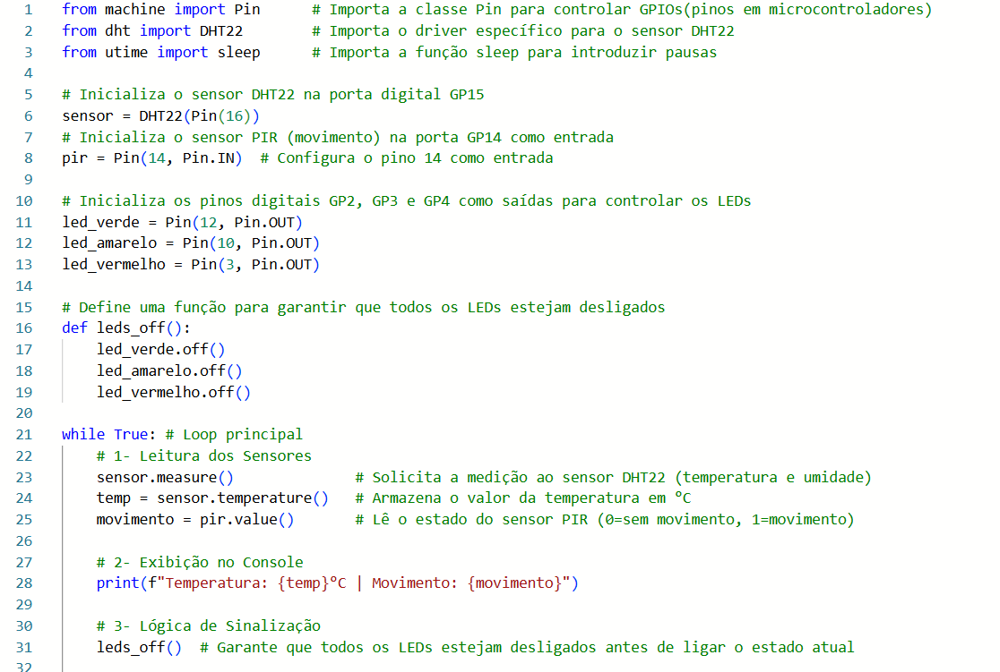 1 from machine import Pin      # Importa a classe Pin para controlar GPIOs(pinos em microcontroladores)
2 from dht import DHT22        # Importa o driver específico para o sensor DHT22
3 from utime import sleep      # Importa a função sleep para introduzir pausas
4
5 # Inicializa o sensor DHT22 na porta digital GP15
6 sensor = DHT22(Pin(16))
7 # Inicializa o sensor PIR (movimento) na porta GP14 como entrada
8 pir = Pin(14, Pin.IN)  # Configura o pino 14 como entrada
9
10 # Inicializa os pinos digitais GP2, GP3 e GP4 como saídas para controlar os LEDs
11 led_verde = Pin(12, Pin.OUT)
12 led_amarelo = Pin(10, Pin.OUT)
13 led_vermelho = Pin(3, Pin.OUT)
14
15 # Define uma função para garantir que todos os LEDs estejam desligados
16 def leds_off():
17     led_verde.off()
18     led_amarelo.off()
19     led_vermelho.off()
20
21 while True: # Loop principal
22     # 1- Leitura dos Sensores
23     sensor.measure()              # Solicita a medição ao sensor DHT22 (temperatura e umidade)
24     temp = sensor.temperature()   # Armazena o valor da temperatura em ºC
25     movimento = pir.value()       # Lê o estado do sensor PIR (0=sem movimento, 1=movimento)
26
27     # 2- Exibição no Console
28     print(f"Temperatura: {temp}ºC | Movimento: {movimento}")
29
30     # 3- Lógica de Sinalização
31     leds_off()  # Garante que todos os LEDs estejam desligados antes de ligar o estado atual
32